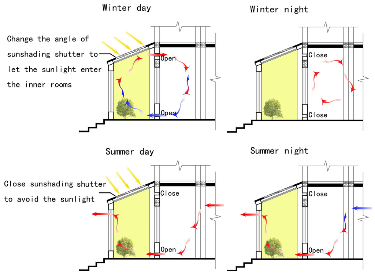 Winter day
Winter night
Change the angle of
sunshading shutter to
let the sunlight enter
the inner rooms
Open
Open
Close
Close
Summer day
Summer night
Close sunshading shutter
to avoid the sunlight
Close
Open
Close
Open